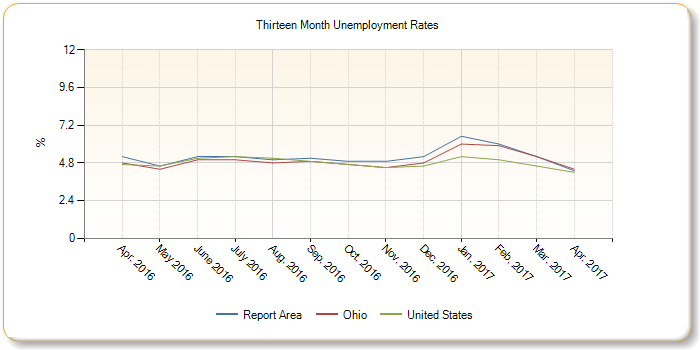 Thirteen Month Unemployment Rates
12
9.6
7.2
4.8
2.4
0
%
Apr. 2016
May 2016
June 2016
July 2016
Aug. 2016
Sep. 2016
Oct. 2016
Nov. 2016
Dec. 2016
Jan. 2017
Feb. 2017
Mar. 2017
Apr. 2017
Report Area
Ohio
United States